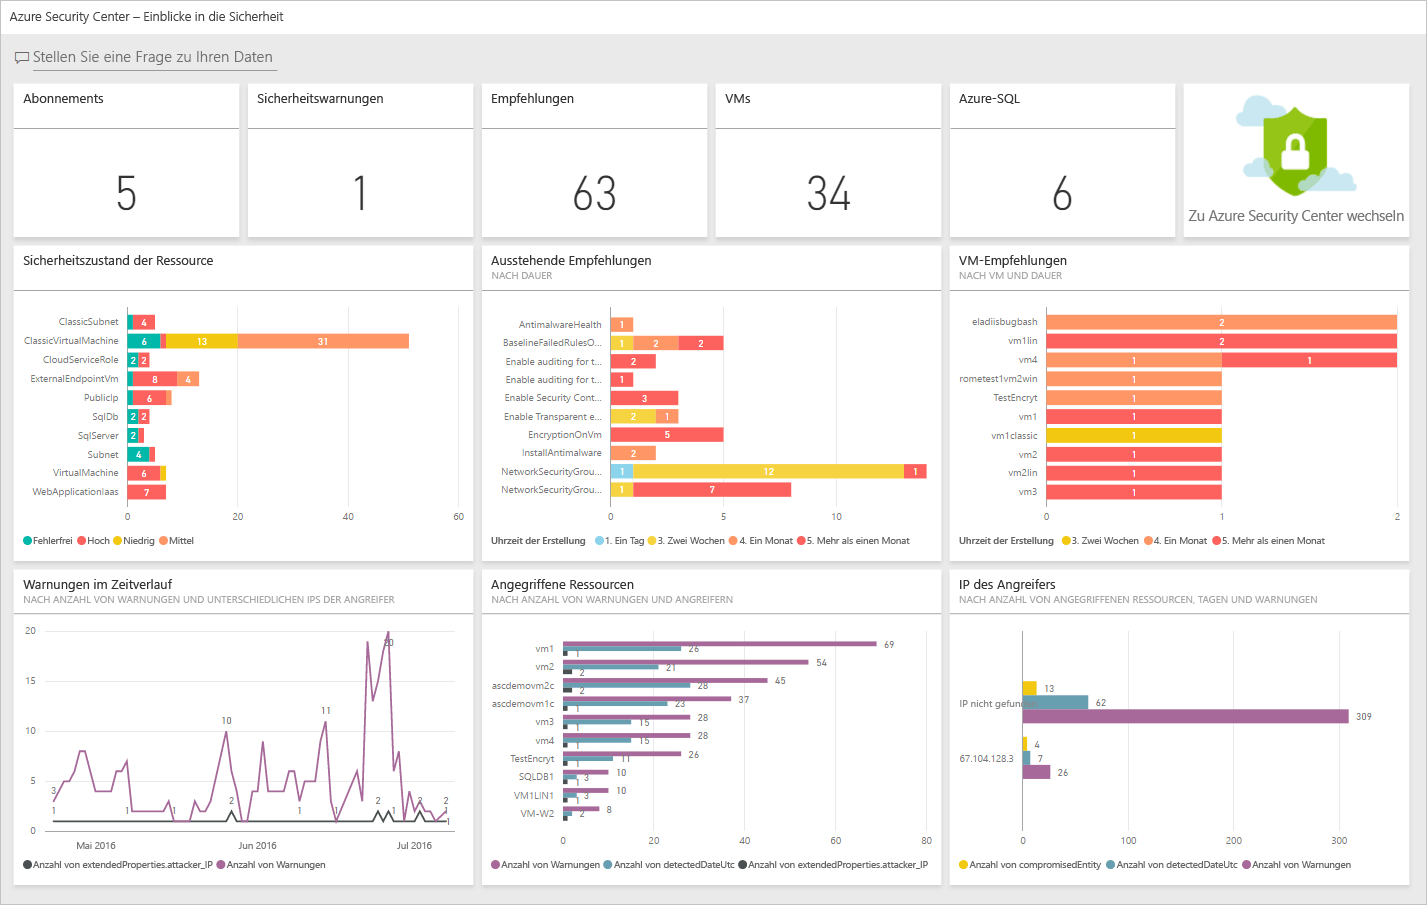 Azure Security Center – Einblicke in die Sicherheit
Stellen Sie eine Frage zu Ihren Daten
Abonnements
5
Sicherheitswarnungen
1
Empfehlungen
63
VMs
34
Azure-SQL
6
Zu Azure Security Center wechseln
Sicherheitszustand der Ressource
ClassicSubnet 4
ClassicVirtualMachine 6 13 31
CloudServiceRole 2 2
ExternalEndpointVm 8 4
PublicIp 6
SqlDb 2 2
SqlServer 2
Subnet 4
VirtualMachine 6
WebApplicationIaas 7
0 20 40 60
Fehlerfrei Hoch Niedrig Mittel
Ausstehende Empfehlungen
NACH DAUER
AntimalwareHealth 1
BaselineFailedRulesO... 1 2 2
Enable auditing for t... 2
Enable auditing for t... 1
Enable Security Cont... 3
Enable Transparent e... 2 1
EncryptionOnVm 5
InstallAntimalware 2
NetworkSecurityGrou... 1 12 1
NetworkSecurityGrou... 1 7
0 5 10
Uhrzeit der Erstellung 1. Ein Tag 3. Zwei Wochen 4. Ein Monat 5. Mehr als einen Monat
VM-Empfehlungen
NACH VM UND DAUER
eladiisbugbash 2
vm1lin 2
vm4 1 1
rometest1vm2win 1
TestEncryt 1
vm1 1
vm1classic 1
vm2 1
vm2lin 1
vm3 1
0 1 2
Uhrzeit der Erstellung 3. Zwei Wochen 4. Ein Monat 5. Mehr als einen Monat
Warnungen im Zeitverlauf
NACH ANZAHL VON WARNUNGEN UND UNTERSCHIEDLICHEN IPS DER ANGREIFER
20
20
15
11
10 10
5
3
2 2 2 2
1 1 1 1 1 1 1 1
0
Mai 2016 Jun 2016 Jul 2016
Anzahl von extendedProperties.attacker_IP Anzahl von Warnungen
Angegriffene Ressourcen
NACH ANZAHL VON WARNUNGEN UND ANGREIFERN
vm1 69 26 1
vm2 54 21 2
ascdemovm2c 45 28 2
ascdemovm1c 37 23 1
vm3 28 15 1
vm4 28 15 1
TestEncryt 26 11 1
SQLDB1 10 3 1
VM1LIN1 10 3 1
VM-W2 8 2 1
0 20 40 60 80
Anzahl von Warnungen Anzahl von detectedDateUtc Anzahl von extendedProperties.attacker_IP
IP des Angreifers
NACH ANZAHL VON ANGEGRIFFENEN RESSOURCEN, TAGEN UND WARNUNGEN
13
IP nicht gefunden 62
309
4
67.104.128.3 7
26
0 100 200 300
Anzahl von compromisedEntity Anzahl von detectedDateUtc Anzahl von Warnungen